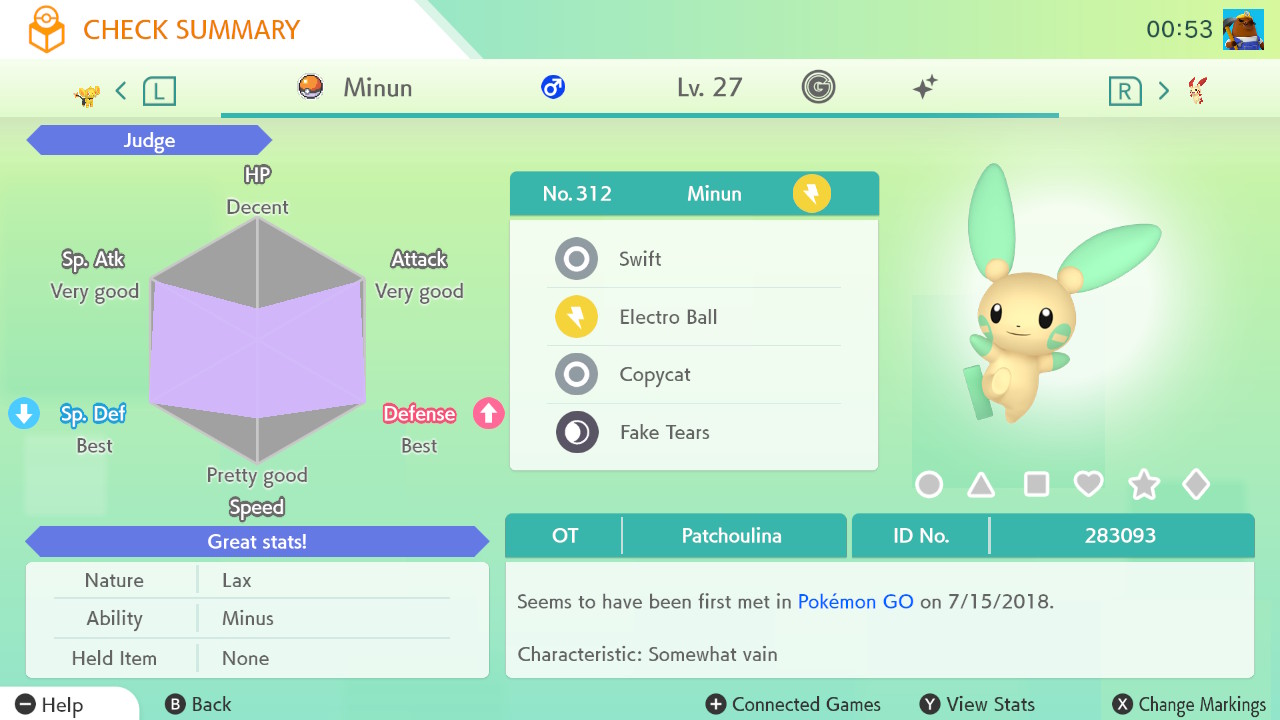 CHECK SUMMARY
00:53
L
Minun
Lv. 27
G
R
Judge
HP
Decent
Sp. Atk
Very good
Attack
Very good
Sp. Def
Best
Defense
Best
Pretty good
Speed
Great stats!
Nature Lax
Ability Minus
Held Item None
No. 312 Minun
Swift
Electro Ball
Copycat
Fake Tears
OT Patchoulina ID No. 283093
Seems to have been first met in Pokémon GO on 7/15/2018.
Characteristic: Somewhat vain
Help
B Back
Connected Games
Y View Stats
X Change Markings